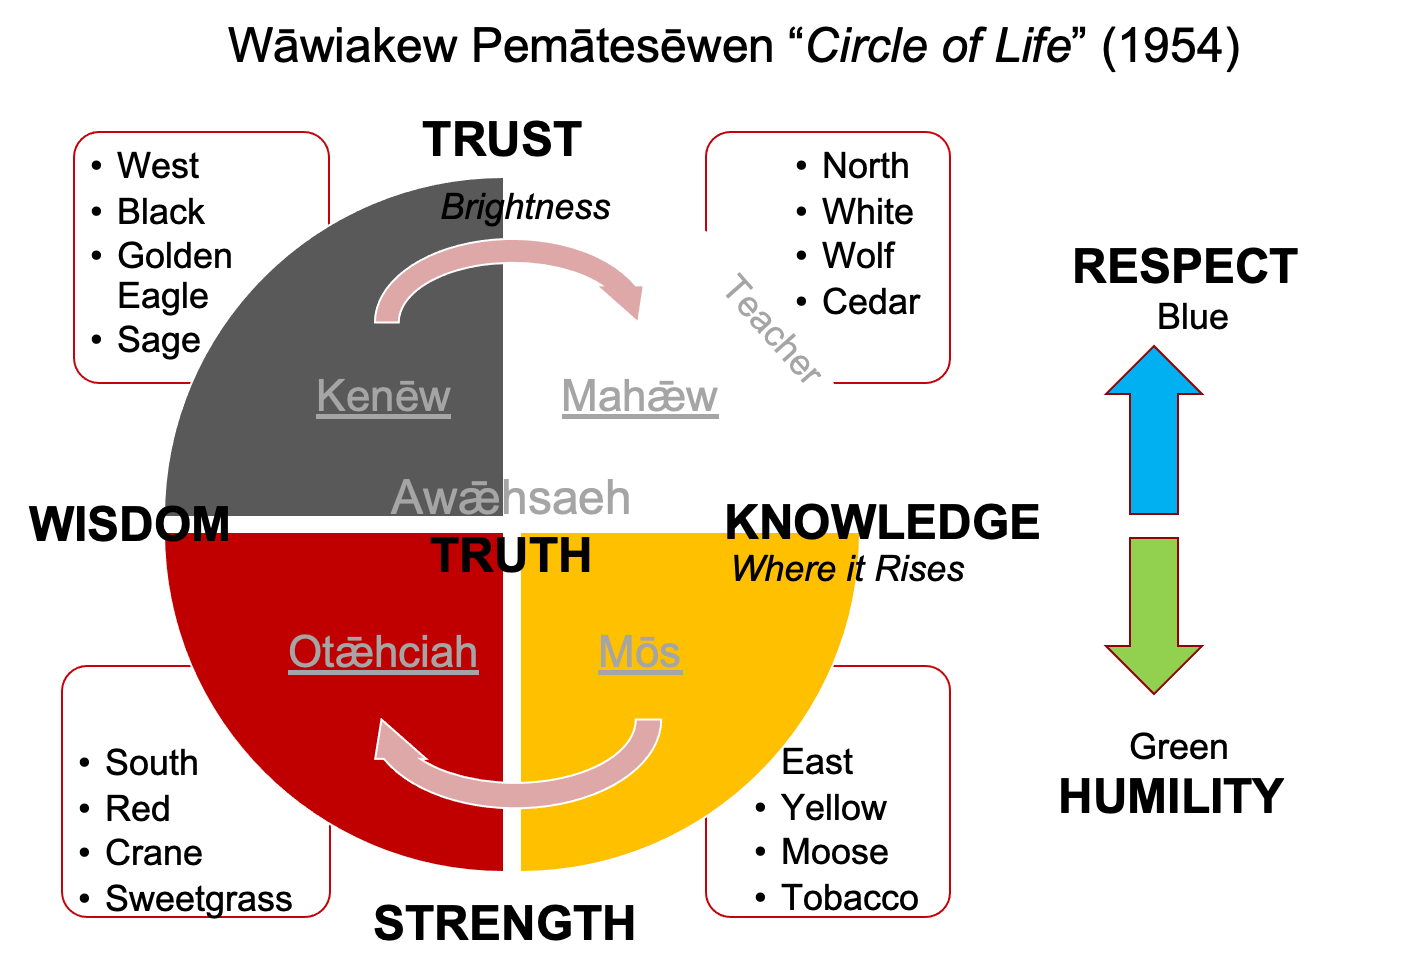 Wāwiakew Pemātesēwen “Circle of Life” (1954)
TRUST
Brightness
• West
• Black
• Golden
Eagle
• Sage
• North
• White
• Wolf
• Cedar
Teacher
RESPECT
Blue
Kenēw
Mahǣw
Awǣhsaeh
WISDOM
TRUTH
KNOWLEDGE
Where it Rises
Otǣhciah
Mōs
• South
• Red
• Crane
• Sweetgrass
East
• Yellow
• Moose
• Tobacco
Green
HUMILITY
STRENGTH